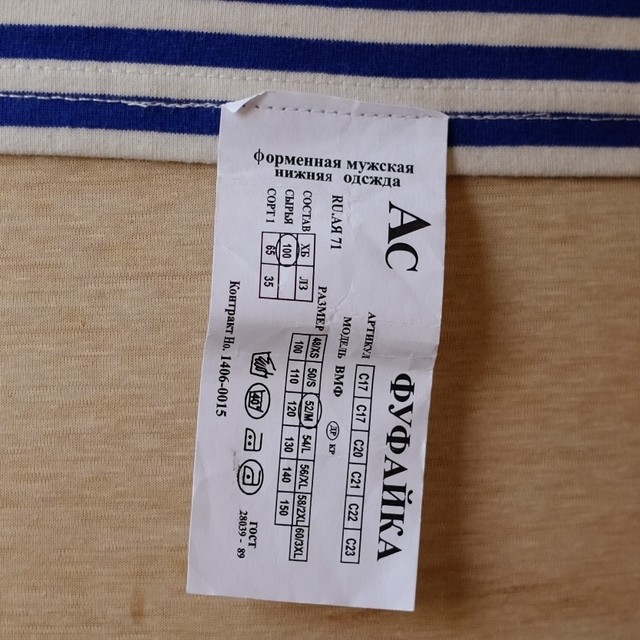 Форменная мужская
нижняя одежда
АС ФУФАЙКА
RU.АЯ 71
АРТИКУЛ С17 С17 С20 С21 С22 С23
МОДЕЛЬ ВМФ ДР КР
РАЗМЕР 48/XS 50/S 52/M 54/L 56/XL 58/2XL 60/3XL
100 110 120 130 140 150
СОСТАВ ХБ ЛЗ
СЫРЬЯ 100
СОРТ 1 65 35
40°
ГОСТ
28039 - 89
Контракт No. 1406-0015